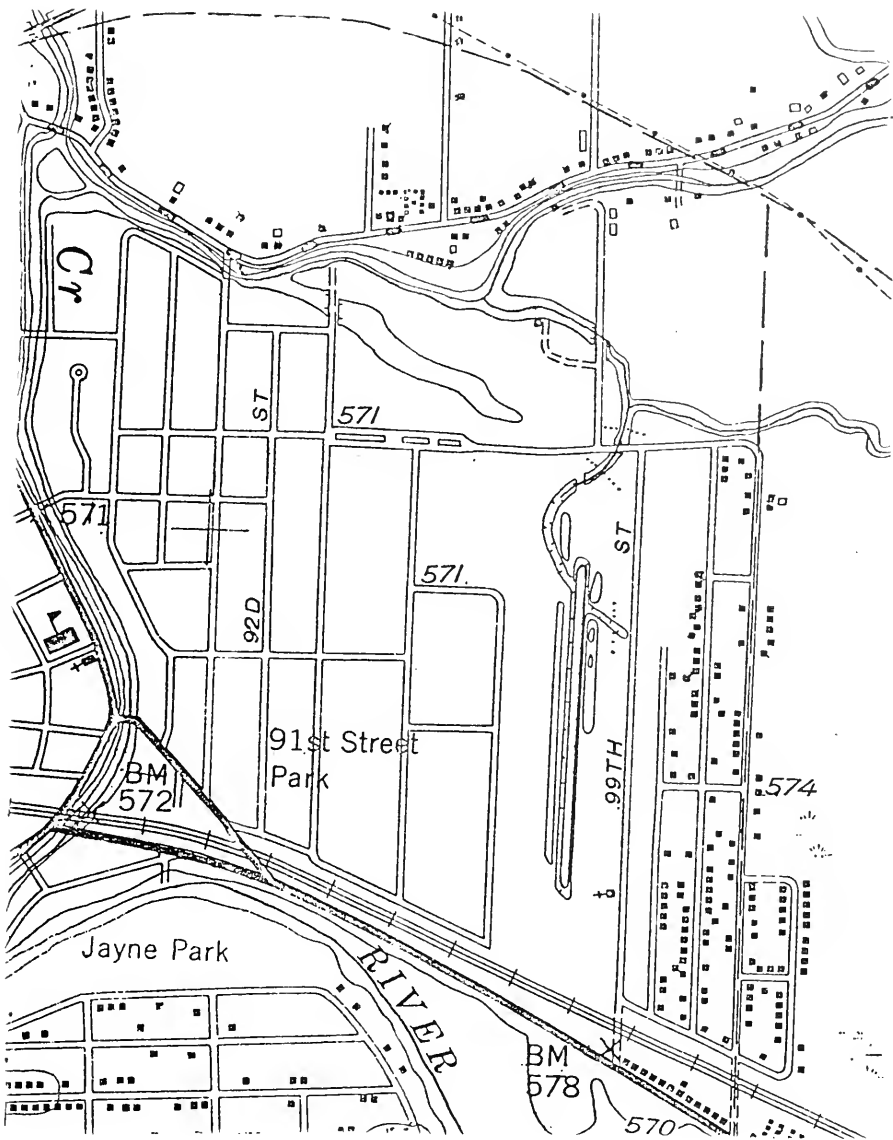 Cr
ST
571
571
571.
ST
92D
91st Street
Park
BM
572
99TH
574
Jayne Park
RIVER
BM
578
570